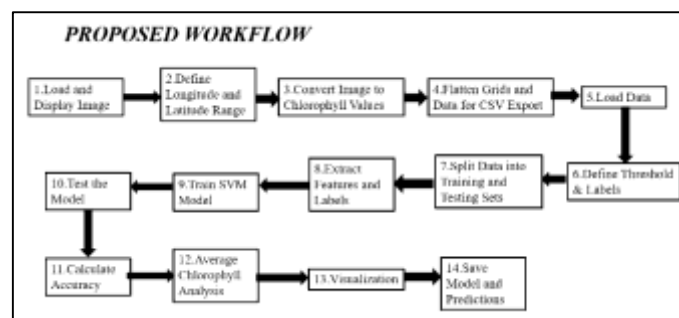 PROPOSED WORKFLOW
1.Load and
Display Image
2.Define
Longitude and
Latitude Range
3.Convert Image to
Chlorophyll Values
4.Flatten Grids and
Data for CSV Export
5.Load Data
6.Define Threshold
& Labels
7.Split Data into
Training and
Testing Sets
8.Extract
Features and
Labels
9.Train SVM
Model
10.Test the
Model
11.Calculate
Accuracy
12.Average
Chlorophyll
Analysis
13.Visualization
14.Save
Model and
Predictions